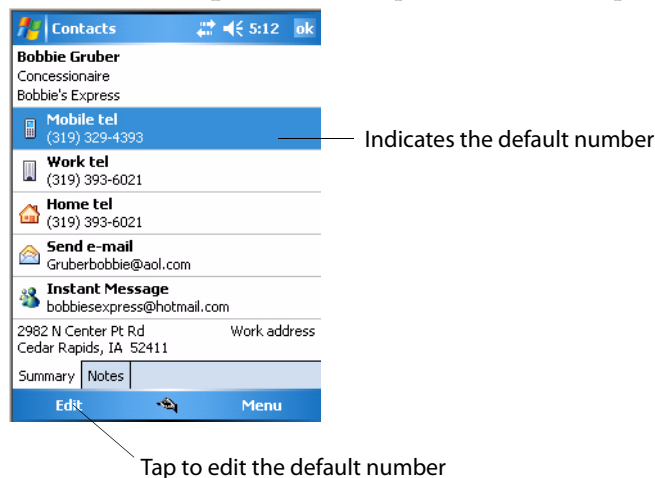 Contacts 5:12 ok
Bobbie Gruber
Concessionaire
Bobbie's Express
Mobile tel
(319) 329-4393
Indicates the default number
Work tel
(319) 393-6021
Home tel
(319) 393-6021
Send e-mail
Gruberbobbie@aol.com
Instant Message
bobbiesexpress@hotmail.com
2982 N Center Pt Rd Work address
Cedar Rapids, IA 52411
Summary Notes
Edit Menu
Tap to edit the default number